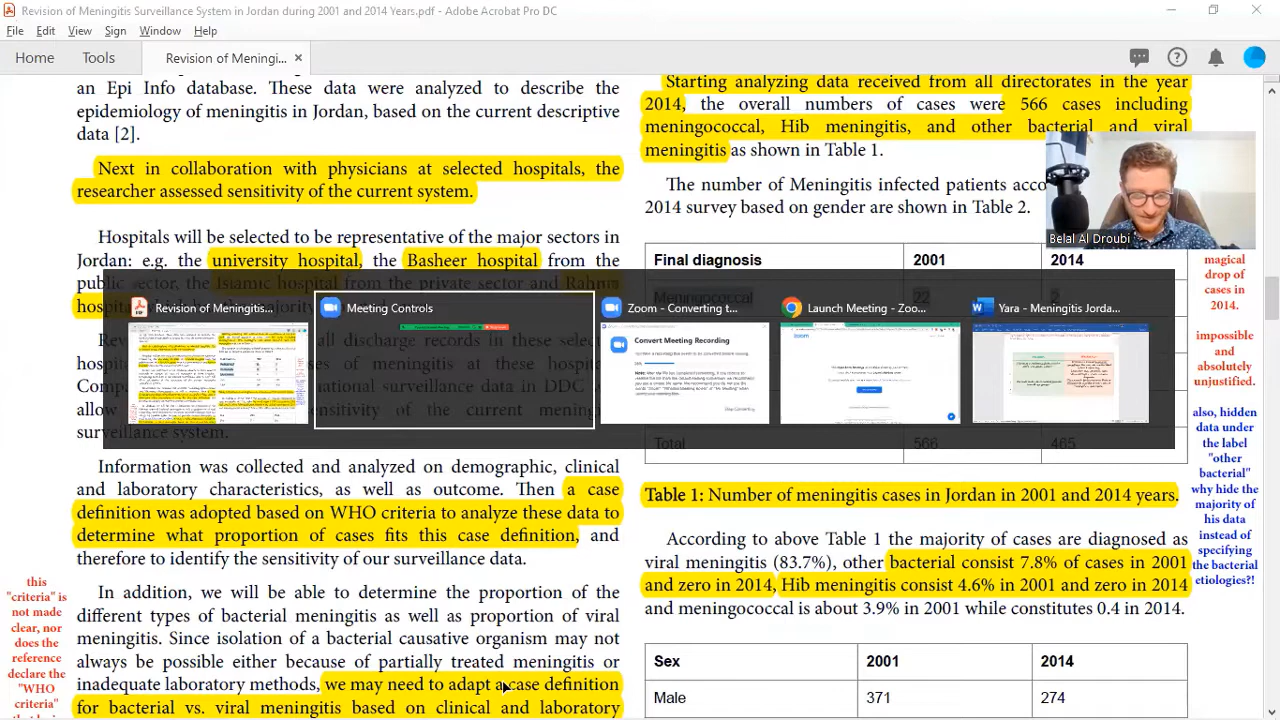 Revision of Meningitis Surveillance System in Jordan during 2001 and 2014 Years.pdf - Adobe Acrobat Pro DC
File Edit View Sign Window Help
Home Tools Revision of Meningi... ×
an Epi Info database. These data were analyzed to describe the
epidemiology of meningitis in Jordan, based on the current descriptive
data [2].
Next in collaboration with physicians at selected hospitals, the
researcher assessed sensitivity of the current system.
Hospitals will be selected to be representative of the major sectors in
Jordan: e.g. the university hospital, the Basheer hospital from the
public sector, the Islamic hospital from the private sector and Rahma
Information was collected and analyzed on demographic, clinical
and laboratory characteristics, as well as outcome. Then a case
definition was adopted based on WHO criteria to analyze these data to
determine what proportion of cases fits this case definition, and
therefore to identify the sensitivity of our surveillance data.
In addition, we will be able to determine the proportion of the
different types of bacterial meningitis as well as proportion of viral
meningitis. Since isolation of a bacterial causative organism may not
always be possible either because of partially treated meningitis or
inadequate laboratory methods, we may need to adapt a case definition
for bacterial vs. viral meningitis based on clinical and laboratory
this
"criteria" is
not made
clear, nor
does the
reference
declare the
"WHO
criteria"
Starting analyzing data received from all directorates in the year
2014, the overall numbers of cases were 566 cases including
meningococcal, Hib meningitis, and other bacterial and viral
meningitis as shown in Table 1.
The number of Meningitis infected patients acco
2014 survey based on gender are shown in Table 2.
Final diagnosis 2001 2014
Meningococcal 22
Total 566 465
Table 1: Number of meningitis cases in Jordan in 2001 and 2014 years.
According to above Table 1 the majority of cases are diagnosed as
viral meningitis (83.7%), other bacterial consist 7.8% of cases in 2001
and zero in 2014, Hib meningitis consist 4.6% in 2001 and zero in 2014
and meningococcal is about 3.9% in 2001 while constitutes 0.4 in 2014.
Sex 2001 2014
Male 371 274
Belal Al Droubi
magical
drop of
cases in
2014.
impossible
and
absolutely
unjustified.
also, hidden
data under
the label
"other
bacterial"
why hide the
majority of
his data
instead of
specifying
the bacterial
etiologies?!
Revision of Meningitis...
Meeting Controls
Zoom - Converting t...
Convert Meeting Recording
Launch Meeting - Zoo...
Yara - Meningitis Jorda...